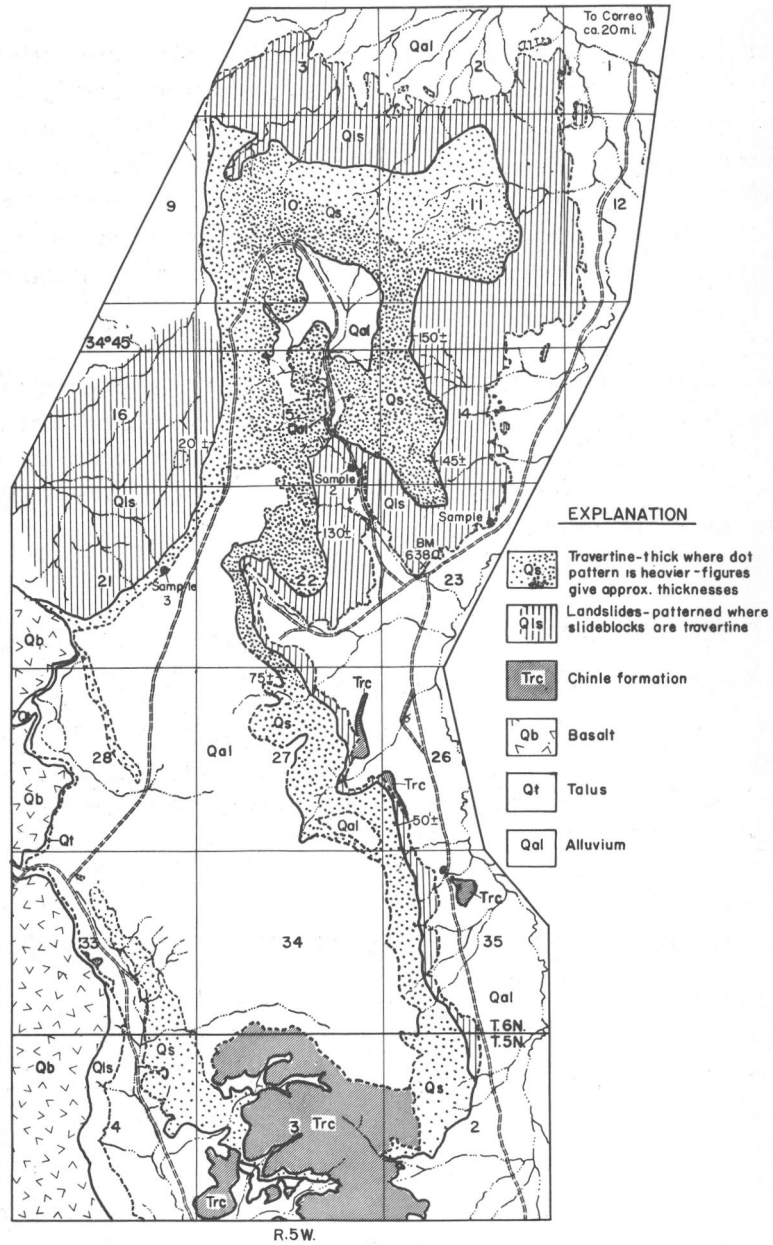 To Correo
ca. 20 mi.
Qal
3
2
1
Qls
9
10
Qs
11
12
34°45'
Qal
150'±
16
15
Qs
14
Qal
20'±
145'±
Sample
2
Qls
Sample
Qls
130'±
BM
6380
21
Sample
3
22
23
Qb
75'±
Trc
Qs
28
Qal
27
26
Qb
Trc
50'±
Qal
Qt
Trc
33
34
35
Qal
T.6N.
T.5N.
Qb
Qls
Qs
Qs
4
3
Trc
2
Trc
R.5W.
EXPLANATION
Qs
Travertine-thick where dot
pattern is heavier-figures
give approx. thicknesses
Qls
Landslides-patterned where
slideblocks are travertine
Trc
Chinle formation
Qb
Basalt
Qt
Talus
Qal
Alluvium